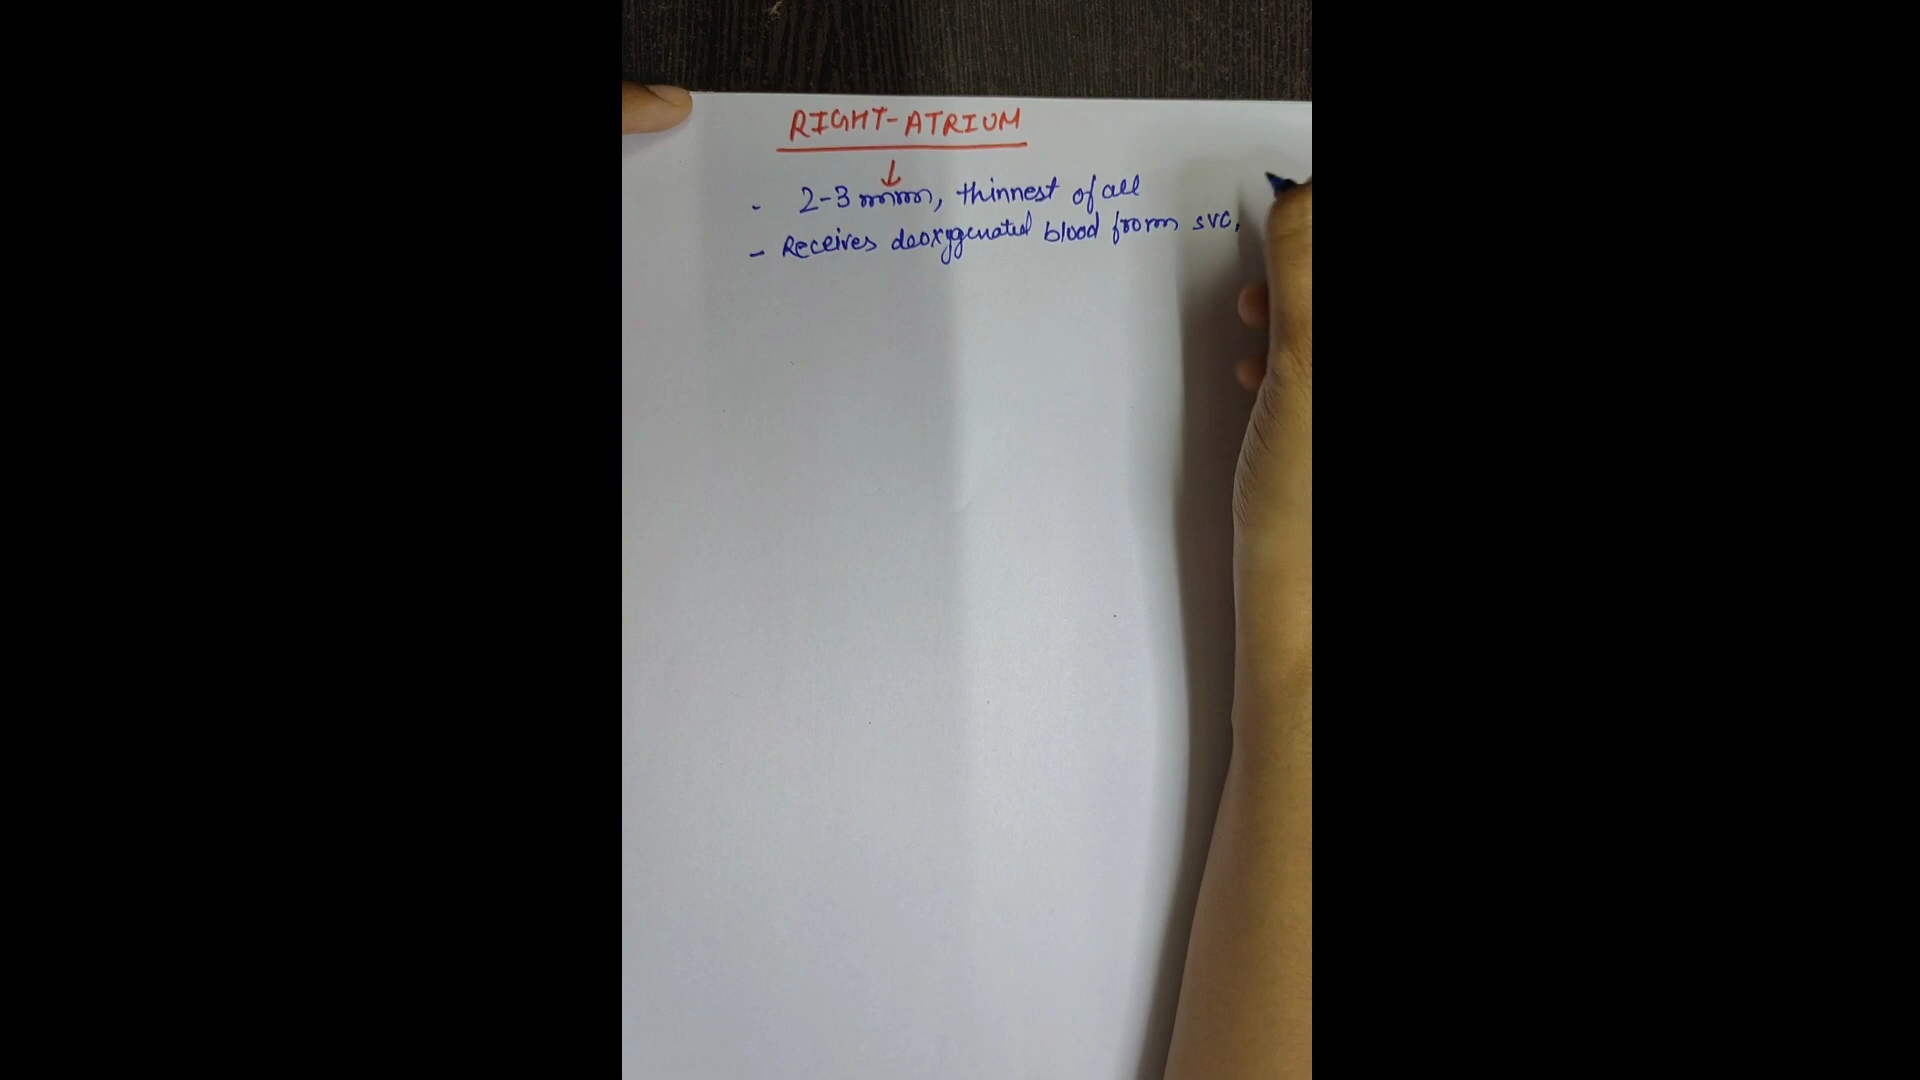 RIGHT-ATRIUM
↓
- 2-3 mm, thinnest of all
- Receives deoxygenated blood from SVC,